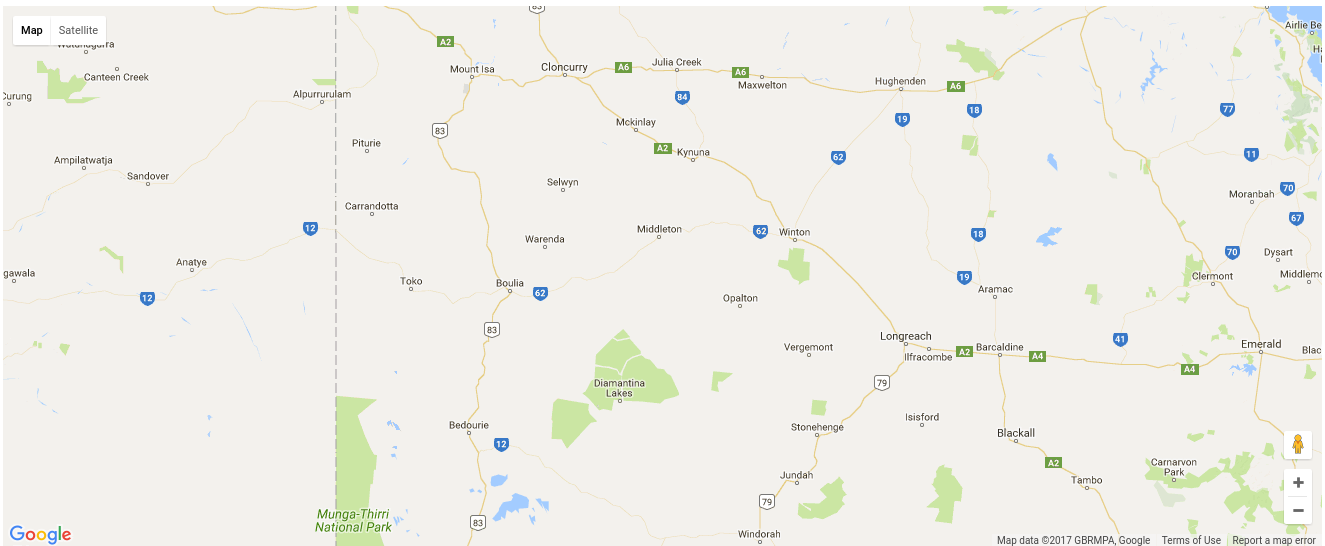 83
Airlie Be
Map
Satellite
A2
Canteen Creek
Mount Isa
Cloncurry
A6
Julia Creek
A6
Maxwelton
Hughenden
A6
Curung
Alpurrurulam
84
19
18
77
83
Mckinlay
Piturie
A2
Kynuna
62
11
Ampilatwatja
Sandover
Selwyn
70
Moranbah
Carrandotta
67
12
Middleton
62
Winton
18
Warenda
70
Dysart
Anatye
gawala
Toko
Boulia
62
19
Clermont
Middlemo
12
Opalton
Aramac
83
Longreach
41
Vergemont
Ilfracombe
A2
Barcaldine
A4
Emerald
Blac
A4
79
Diamantina
Lakes
Isisford
Bedourie
12
Stonehenge
Blackall
A2
Carnarvon
Park
Jundah
Tambo
79
Munga-Thirri
National Park
83
Windorah
Google
Map data ©2017 GBRMPA, Google
Terms of Use
Report a map error